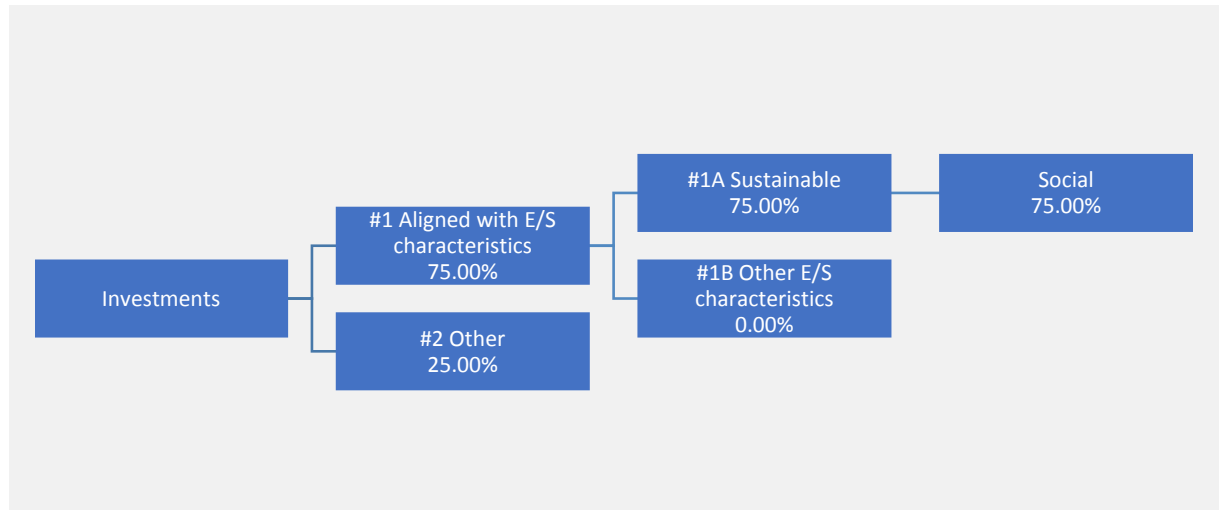 Investments
#1 Aligned with E/S
characteristics
75.00%
#2 Other
25.00%
#1A Sustainable
75.00%
#1B Other E/S
characteristics
0.00%
Social
75.00%